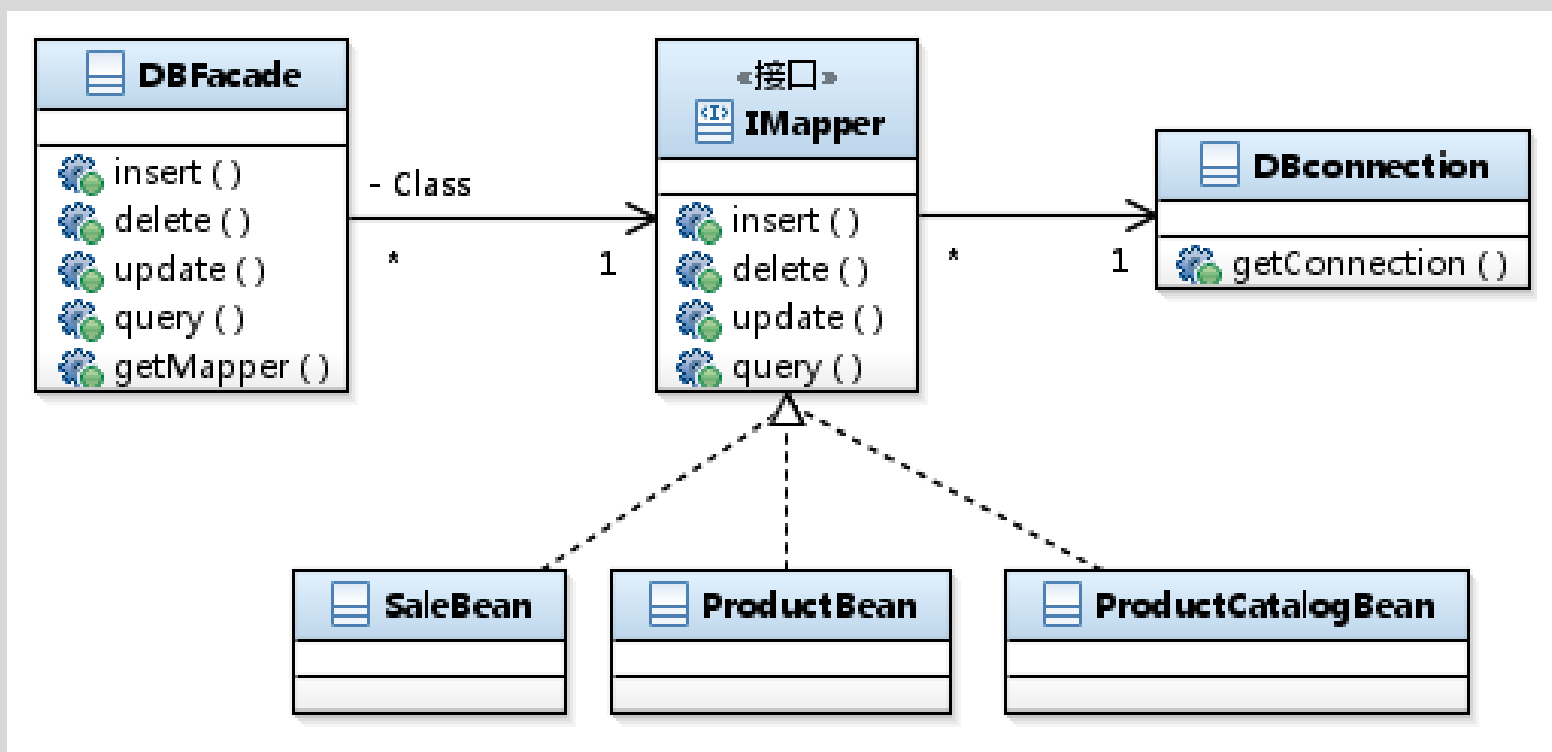 DBFacade
insert ( )
delete ( )
update ( )
query ( )
getMapper ( )
- Class
*
1
«接口»
<I>
IMapper
insert ( )
delete ( )
update ( )
query ( )
*
1
DBconnection
getConnection ( )
SaleBean
ProductBean
ProductCatalogBean